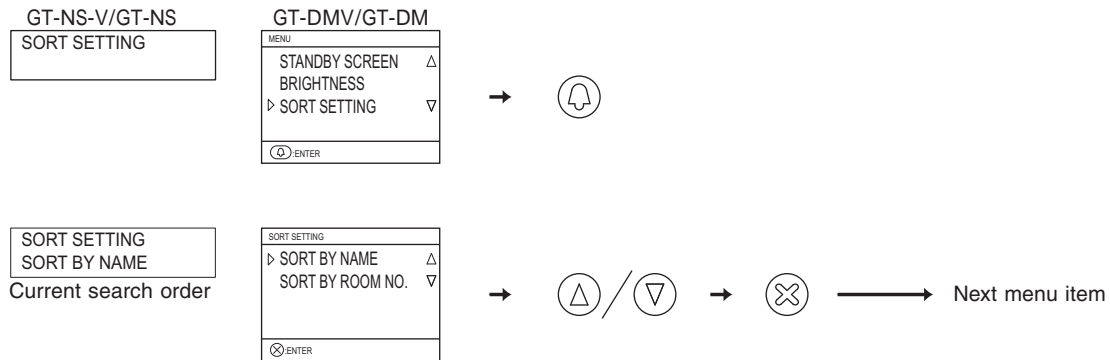 GT-NS-V/GT-NS
SORT SETTING
GT-DMV/GT-DM
MENU
STANDBY SCREEN
BRIGHTNESS
SORT SETTING
:ENTER
SORT SETTING
SORT BY NAME
Current search order
SORT SETTING
SORT BY NAME
SORT BY ROOM NO.
:ENTER
Next menu item